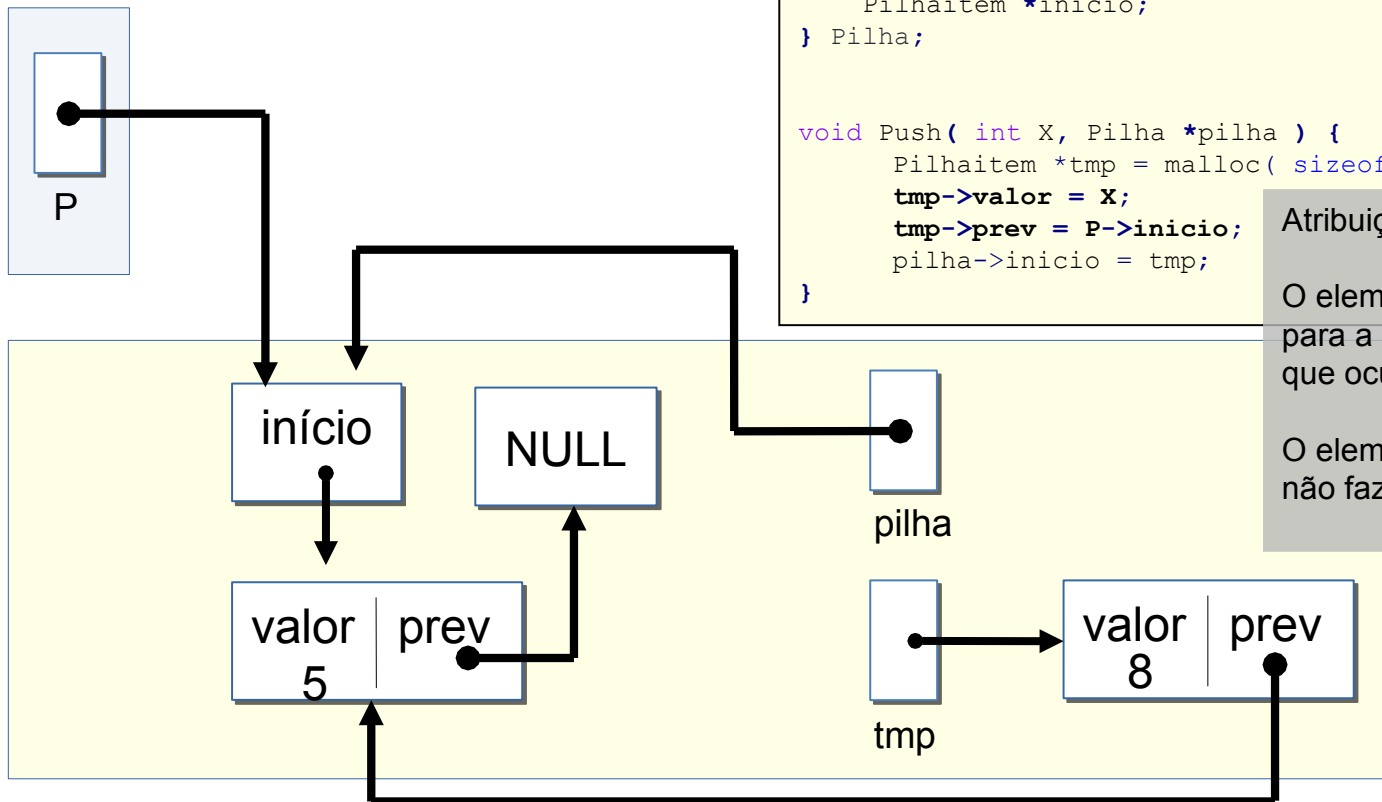 Pilhaitem *inicio;
} Pilha;
void Push( int X, Pilha *pilha ) {
Pilhaitem *tmp = malloc( sizeof
tmp->valor = X;
tmp->prev = P->inicio;
pilha->inicio = tmp;
}
Atribuiç
O elem
para a
que ocu
O elem
não faz
P
início
NULL
pilha
valor prev
5
valor prev
8
tmp